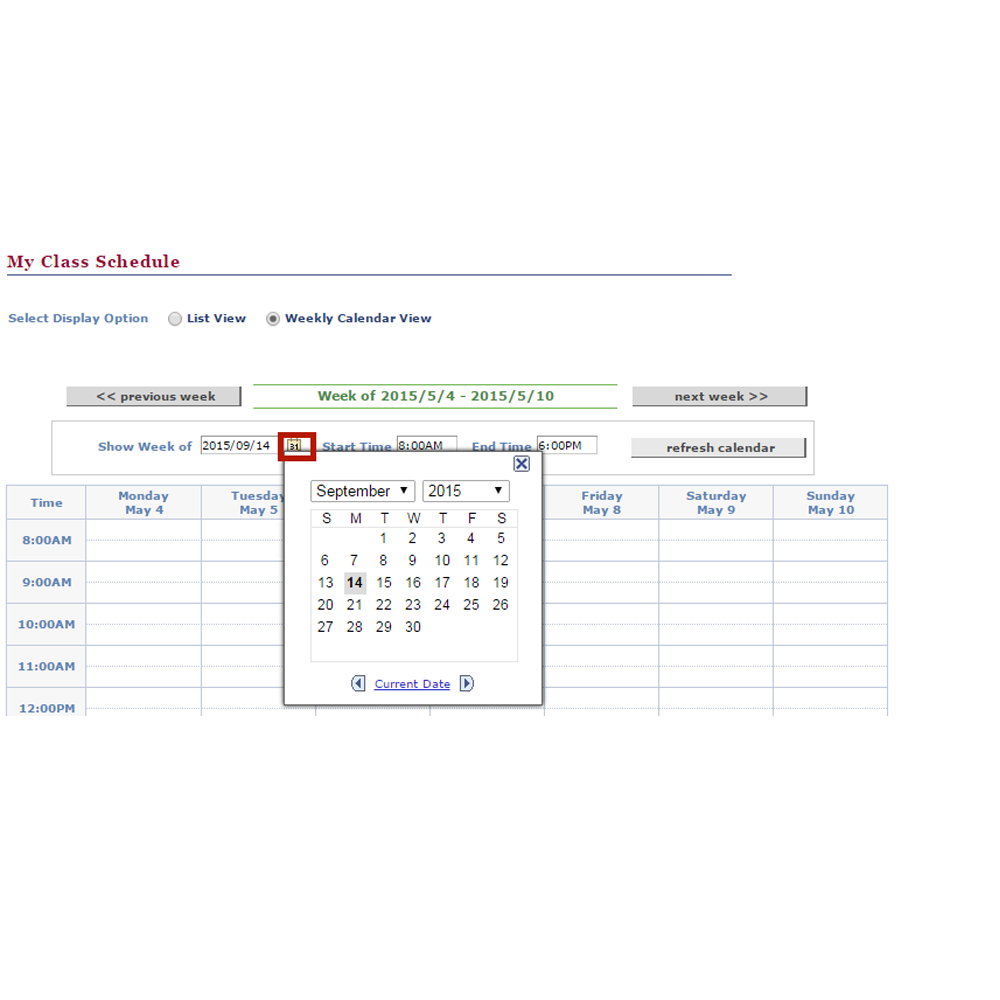 My Class Schedule
Select Display Option List View Weekly Calendar View
<< previous week Week of 2015/5/4 - 2015/5/10 next week >>
Show Week of 2015/09/14 31 Start Time 8:00AM End Time 6:00PM refresh calendar
September 2015
Time Monday Tuesday Friday Saturday Sunday
May 4 May 5 May 8 May 9 May 10
S M T W T F S
1 2 3 4 5
6 7 8 9 10 11 12
13 14 15 16 17 18 19
20 21 22 23 24 25 26
27 28 29 30
Current Date
8:00AM
9:00AM
10:00AM
11:00AM
12:00PM